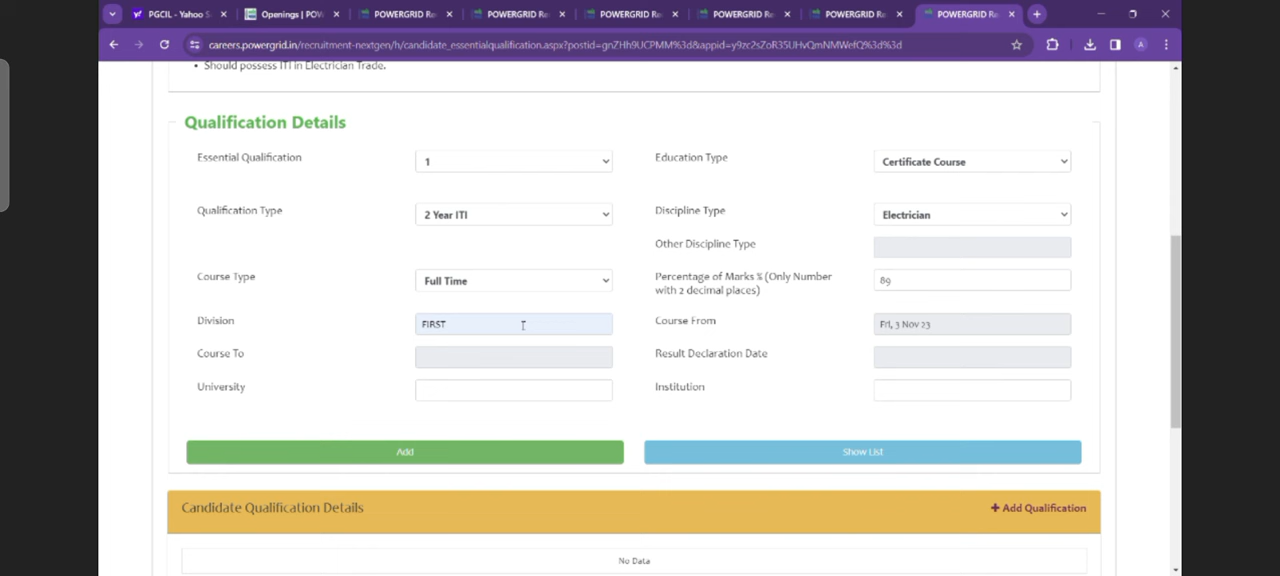 PGCIL - Yahoo S
Openings | POW
POWERGRID Re
POWERGRID Re
POWERGRID Re
POWERGRID Re
POWERGRID Re
POWERGRID Re
careers.powergrid.in/recruitment-nextgen/h/candidate_essentialqualification.aspx?postid=gnZHh9UCPMM%3d&appid=y9zc2sZoR35UHvQmNMWefQ%3d%3d
A
• Should possess ITI in Electrician Trade.
Qualification Details
Essential Qualification 1 Education Type Certificate Course
Qualification Type 2 Year ITI Discipline Type Electrician
Other Discipline Type
Course Type Full Time Percentage of Marks % (Only Number
with 2 decimal places) 89
Division FIRST Course From Fri, 3 Nov 23
Course To Result Declaration Date
University Institution
Add Show List
Candidate Qualification Details + Add Qualification
No Data